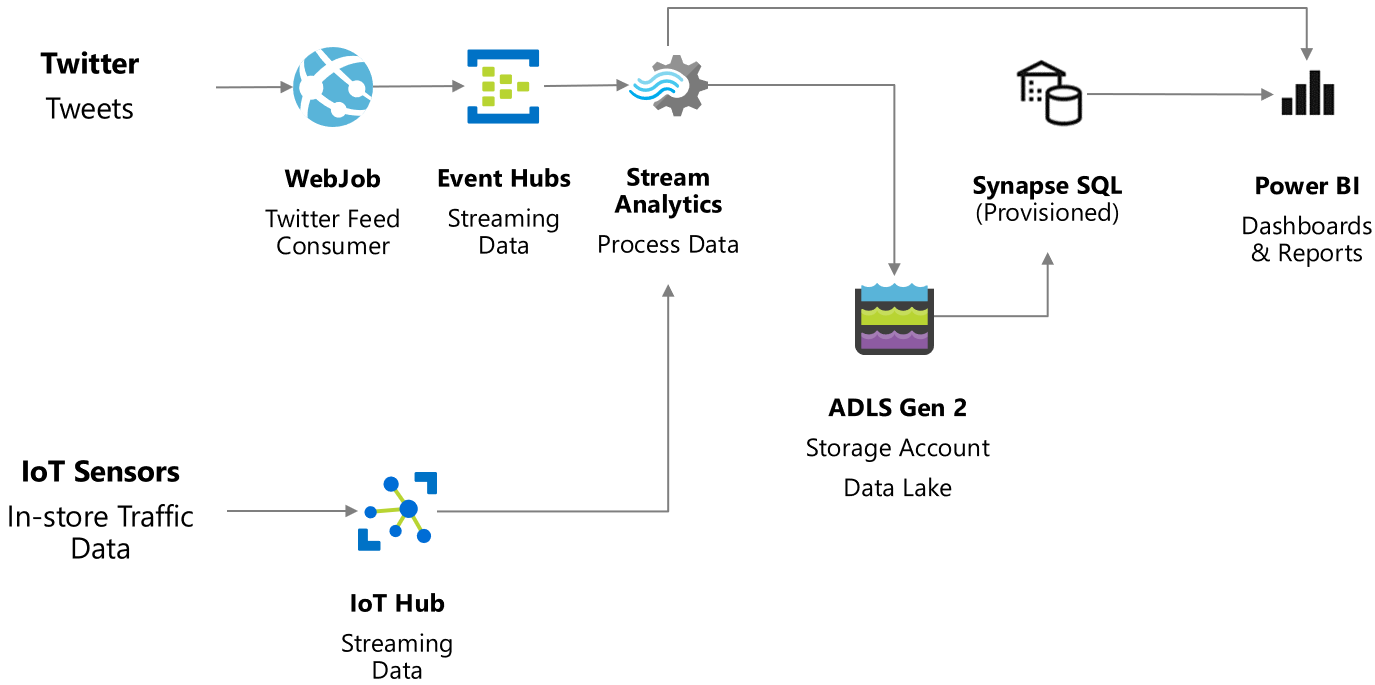 Twitter
Tweets
WebJob
Twitter Feed
Consumer
Event Hubs
Streaming
Data
Stream
Analytics
Process Data
Synapse SQL
(Provisioned)
Power BI
Dashboards
& Reports
ADLS Gen 2
Storage Account
Data Lake
IoT Sensors
In-store Traffic
Data
IoT Hub
Streaming
Data